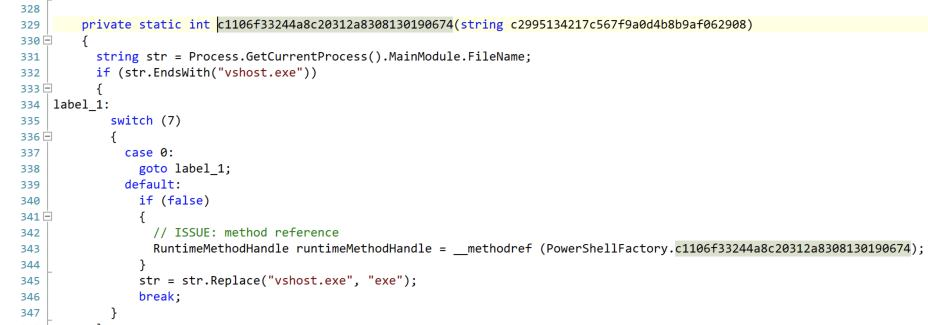 328
329 private static int c1106f33244a8c20312a8308130190674(string c2995134217c567f9a0d4b8b9af062908)
330 {
331 string str = Process.GetCurrentProcess().MainModule.FileName;
332 if (str.EndsWith("vshost.exe"))
333 {
334 label_1:
335 switch (7)
336 {
337 case 0:
338 goto label_1;
339 default:
340 if (false)
341 {
342 // ISSUE: method reference
343 RuntimeMethodHandle runtimeMethodHandle = __methodref (PowerShellFactory.c1106f33244a8c20312a8308130190674);
344 }
345 str = str.Replace("vshost.exe", "exe");
346 break;
347 }